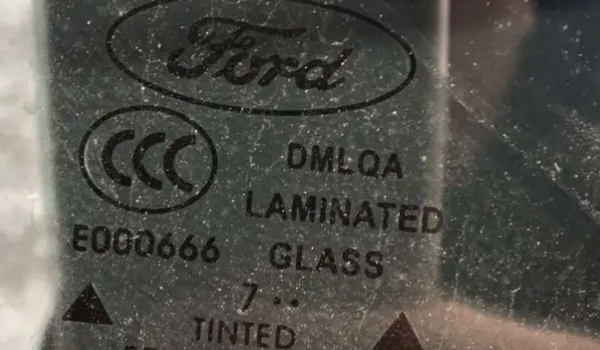 Ford
CCC DMLQA
LAMINATED
E000666 GLASS
7 ··
TINTED